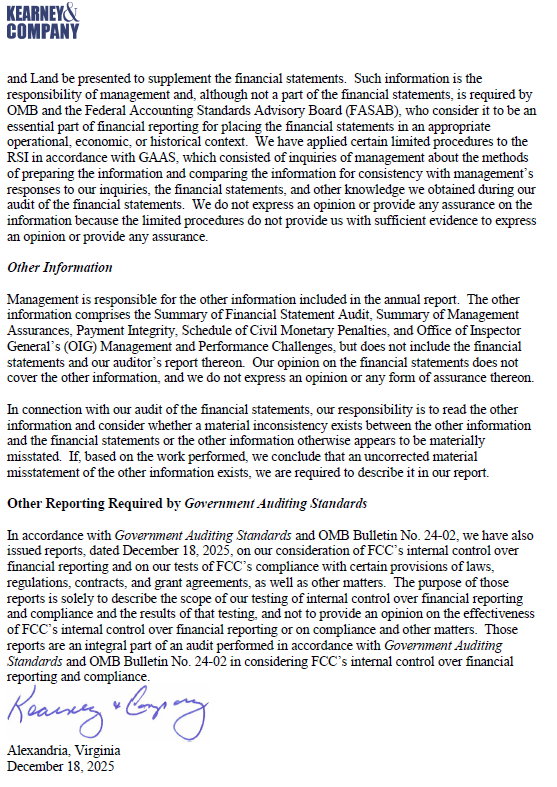 KEARNEY&
COMPANY
and Land be presented to supplement the financial statements. Such information is the
responsibility of management and, although not a part of the financial statements, is required by
OMB and the Federal Accounting Standards Advisory Board (FASAB), who consider it to be an
essential part of financial reporting for placing the financial statements in an appropriate
operational, economic, or historical context. We have applied certain limited procedures to the
RSI in accordance with GAAS, which consisted of inquiries of management about the methods
of preparing the information and comparing the information for consistency with management's
responses to our inquiries, the financial statements, and other knowledge we obtained during our
audit of the financial statements. We do not express an opinion or provide any assurance on the
information because the limited procedures do not provide us with sufficient evidence to express
an opinion or provide any assurance.
Other Information
Management is responsible for the other information included in the annual report. The other
information comprises the Summary of Financial Statement Audit, Summary of Management
Assurances, Payment Integrity, Schedule of Civil Monetary Penalties, and Office of Inspector
General's (OIG) Management and Performance Challenges, but does not include the financial
statements and our auditor's report thereon. Our opinion on the financial statements does not
cover the other information, and we do not express an opinion or any form of assurance thereon.
In connection with our audit of the financial statements, our responsibility is to read the other
information and consider whether a material inconsistency exists between the other information
and the financial statements or the other information otherwise appears to be materially
misstated. If, based on the work performed, we conclude that an uncorrected material
misstatement of the other information exists, we are required to describe it in our report.
Other Reporting Required by Government Auditing Standards
In accordance with Government Auditing Standards and OMB Bulletin No. 24-02, we have also
issued reports, dated December 18, 2025, on our consideration of FCC's internal control over
financial reporting and on our tests of FCC's compliance with certain provisions of laws,
regulations, contracts, and grant agreements, as well as other matters. The purpose of those
reports is solely to describe the scope of our testing of internal control over financial reporting
and compliance and the results of that testing, and not to provide an opinion on the effectiveness
of FCC's internal control over financial reporting or on compliance and other matters. Those
reports are an integral part of an audit performed in accordance with Government Auditing
Standards and OMB Bulletin No. 24-02 in considering FCC's internal control over financial
reporting and compliance.
Kearney & Company
Alexandria, Virginia
December 18, 2025